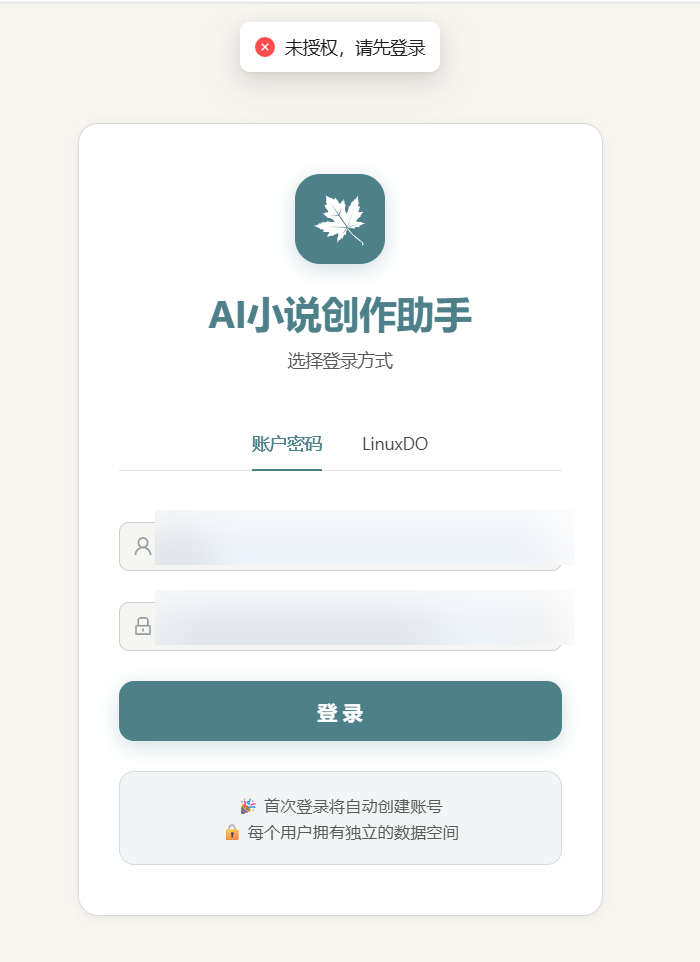 未授权，请先登录
AI小说创作助手
选择登录方式
账户密码 LinuxDO
登 录
🎉 首次登录将自动创建账号
🔒 每个用户拥有独立的数据空间